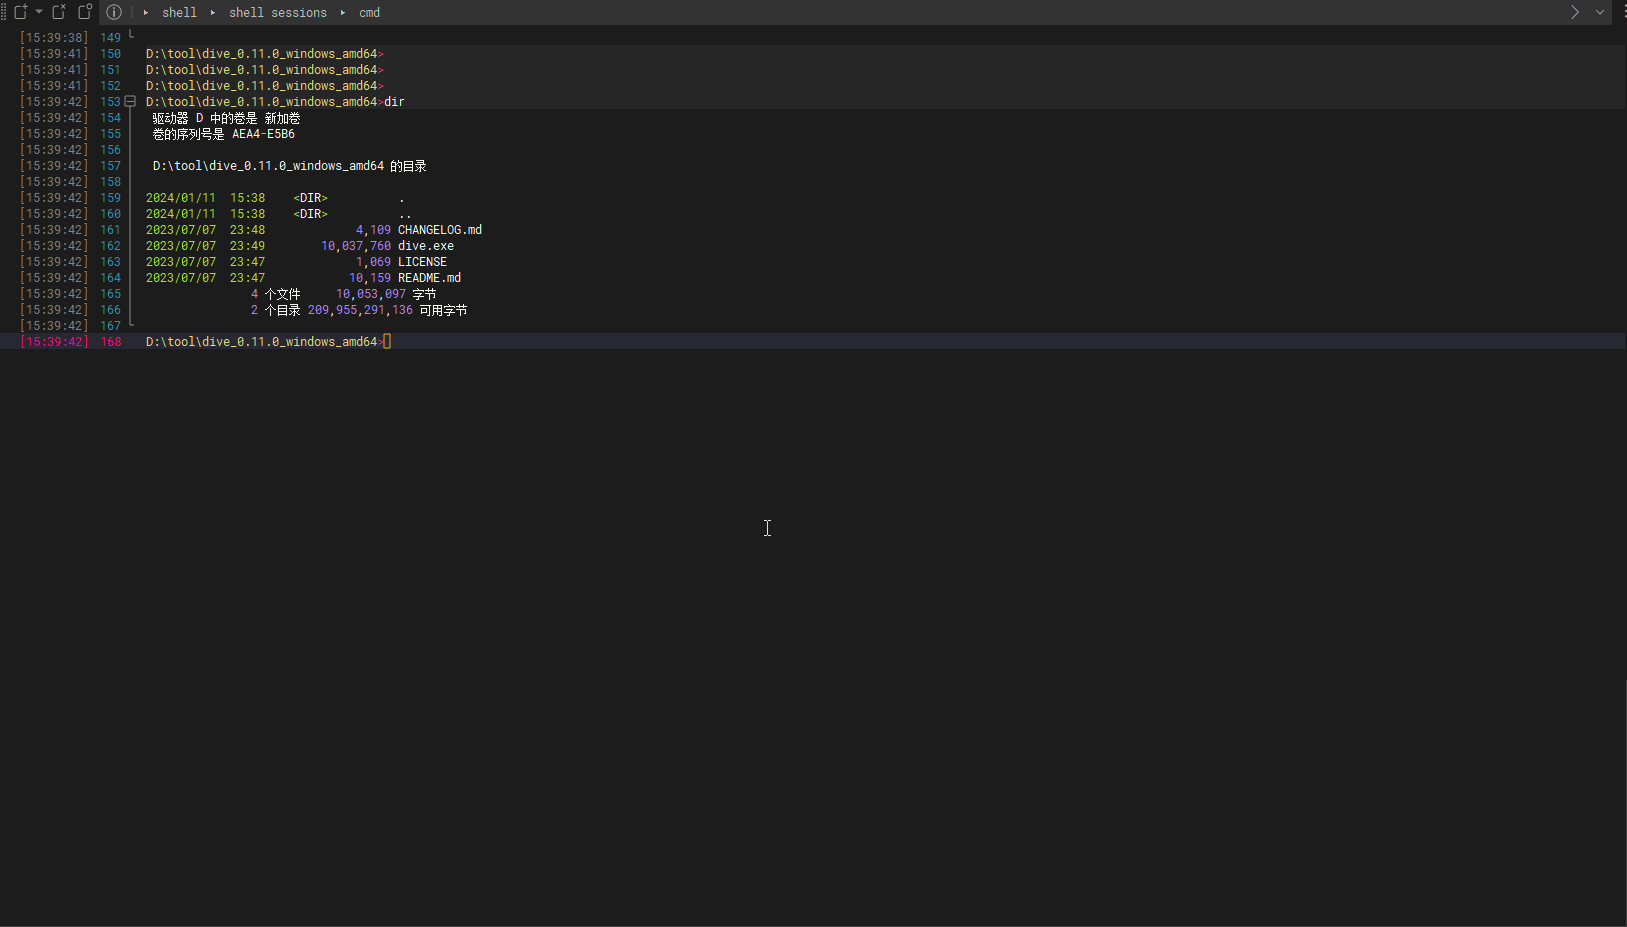 shell ▸ shell sessions ▸ cmd
[15:39:38] 149
[15:39:41] 150 D:\tool\dive_0.11.0_windows_amd64>
[15:39:41] 151 D:\tool\dive_0.11.0_windows_amd64>
[15:39:41] 152 D:\tool\dive_0.11.0_windows_amd64>
[15:39:42] 153 D:\tool\dive_0.11.0_windows_amd64>dir
[15:39:42] 154 驱动器 D 中的卷是 新加卷
[15:39:42] 155 卷的序列号是 AEA4-E5B6
[15:39:42] 156
[15:39:42] 157 D:\tool\dive_0.11.0_windows_amd64 的目录
[15:39:42] 158
[15:39:42] 159 2024/01/11 15:38 <DIR> .
[15:39:42] 160 2024/01/11 15:38 <DIR> ..
[15:39:42] 161 2023/07/07 23:48 4,109 CHANGELOG.md
[15:39:42] 162 2023/07/07 23:49 10,037,760 dive.exe
[15:39:42] 163 2023/07/07 23:47 1,069 LICENSE
[15:39:42] 164 2023/07/07 23:47 10,159 README.md
[15:39:42] 165 4 个文件 10,053,097 字节
[15:39:42] 166 2 个目录 209,955,291,136 可用字节
[15:39:42] 167
[15:39:42] 168 D:\tool\dive_0.11.0_windows_amd64>